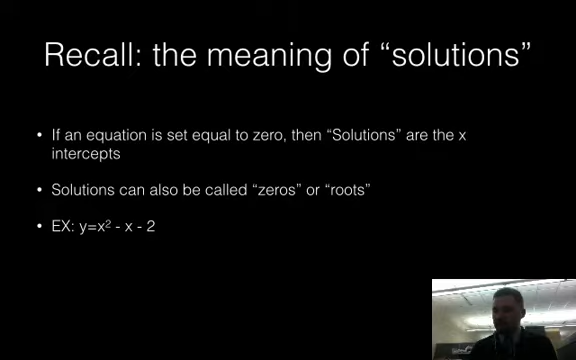 Recall: the meaning of “solutions”
• If an equation is set equal to zero, then “Solutions” are the x
intercepts
• Solutions can also be called “zeros” or “roots”
• EX: y=x² - x - 2